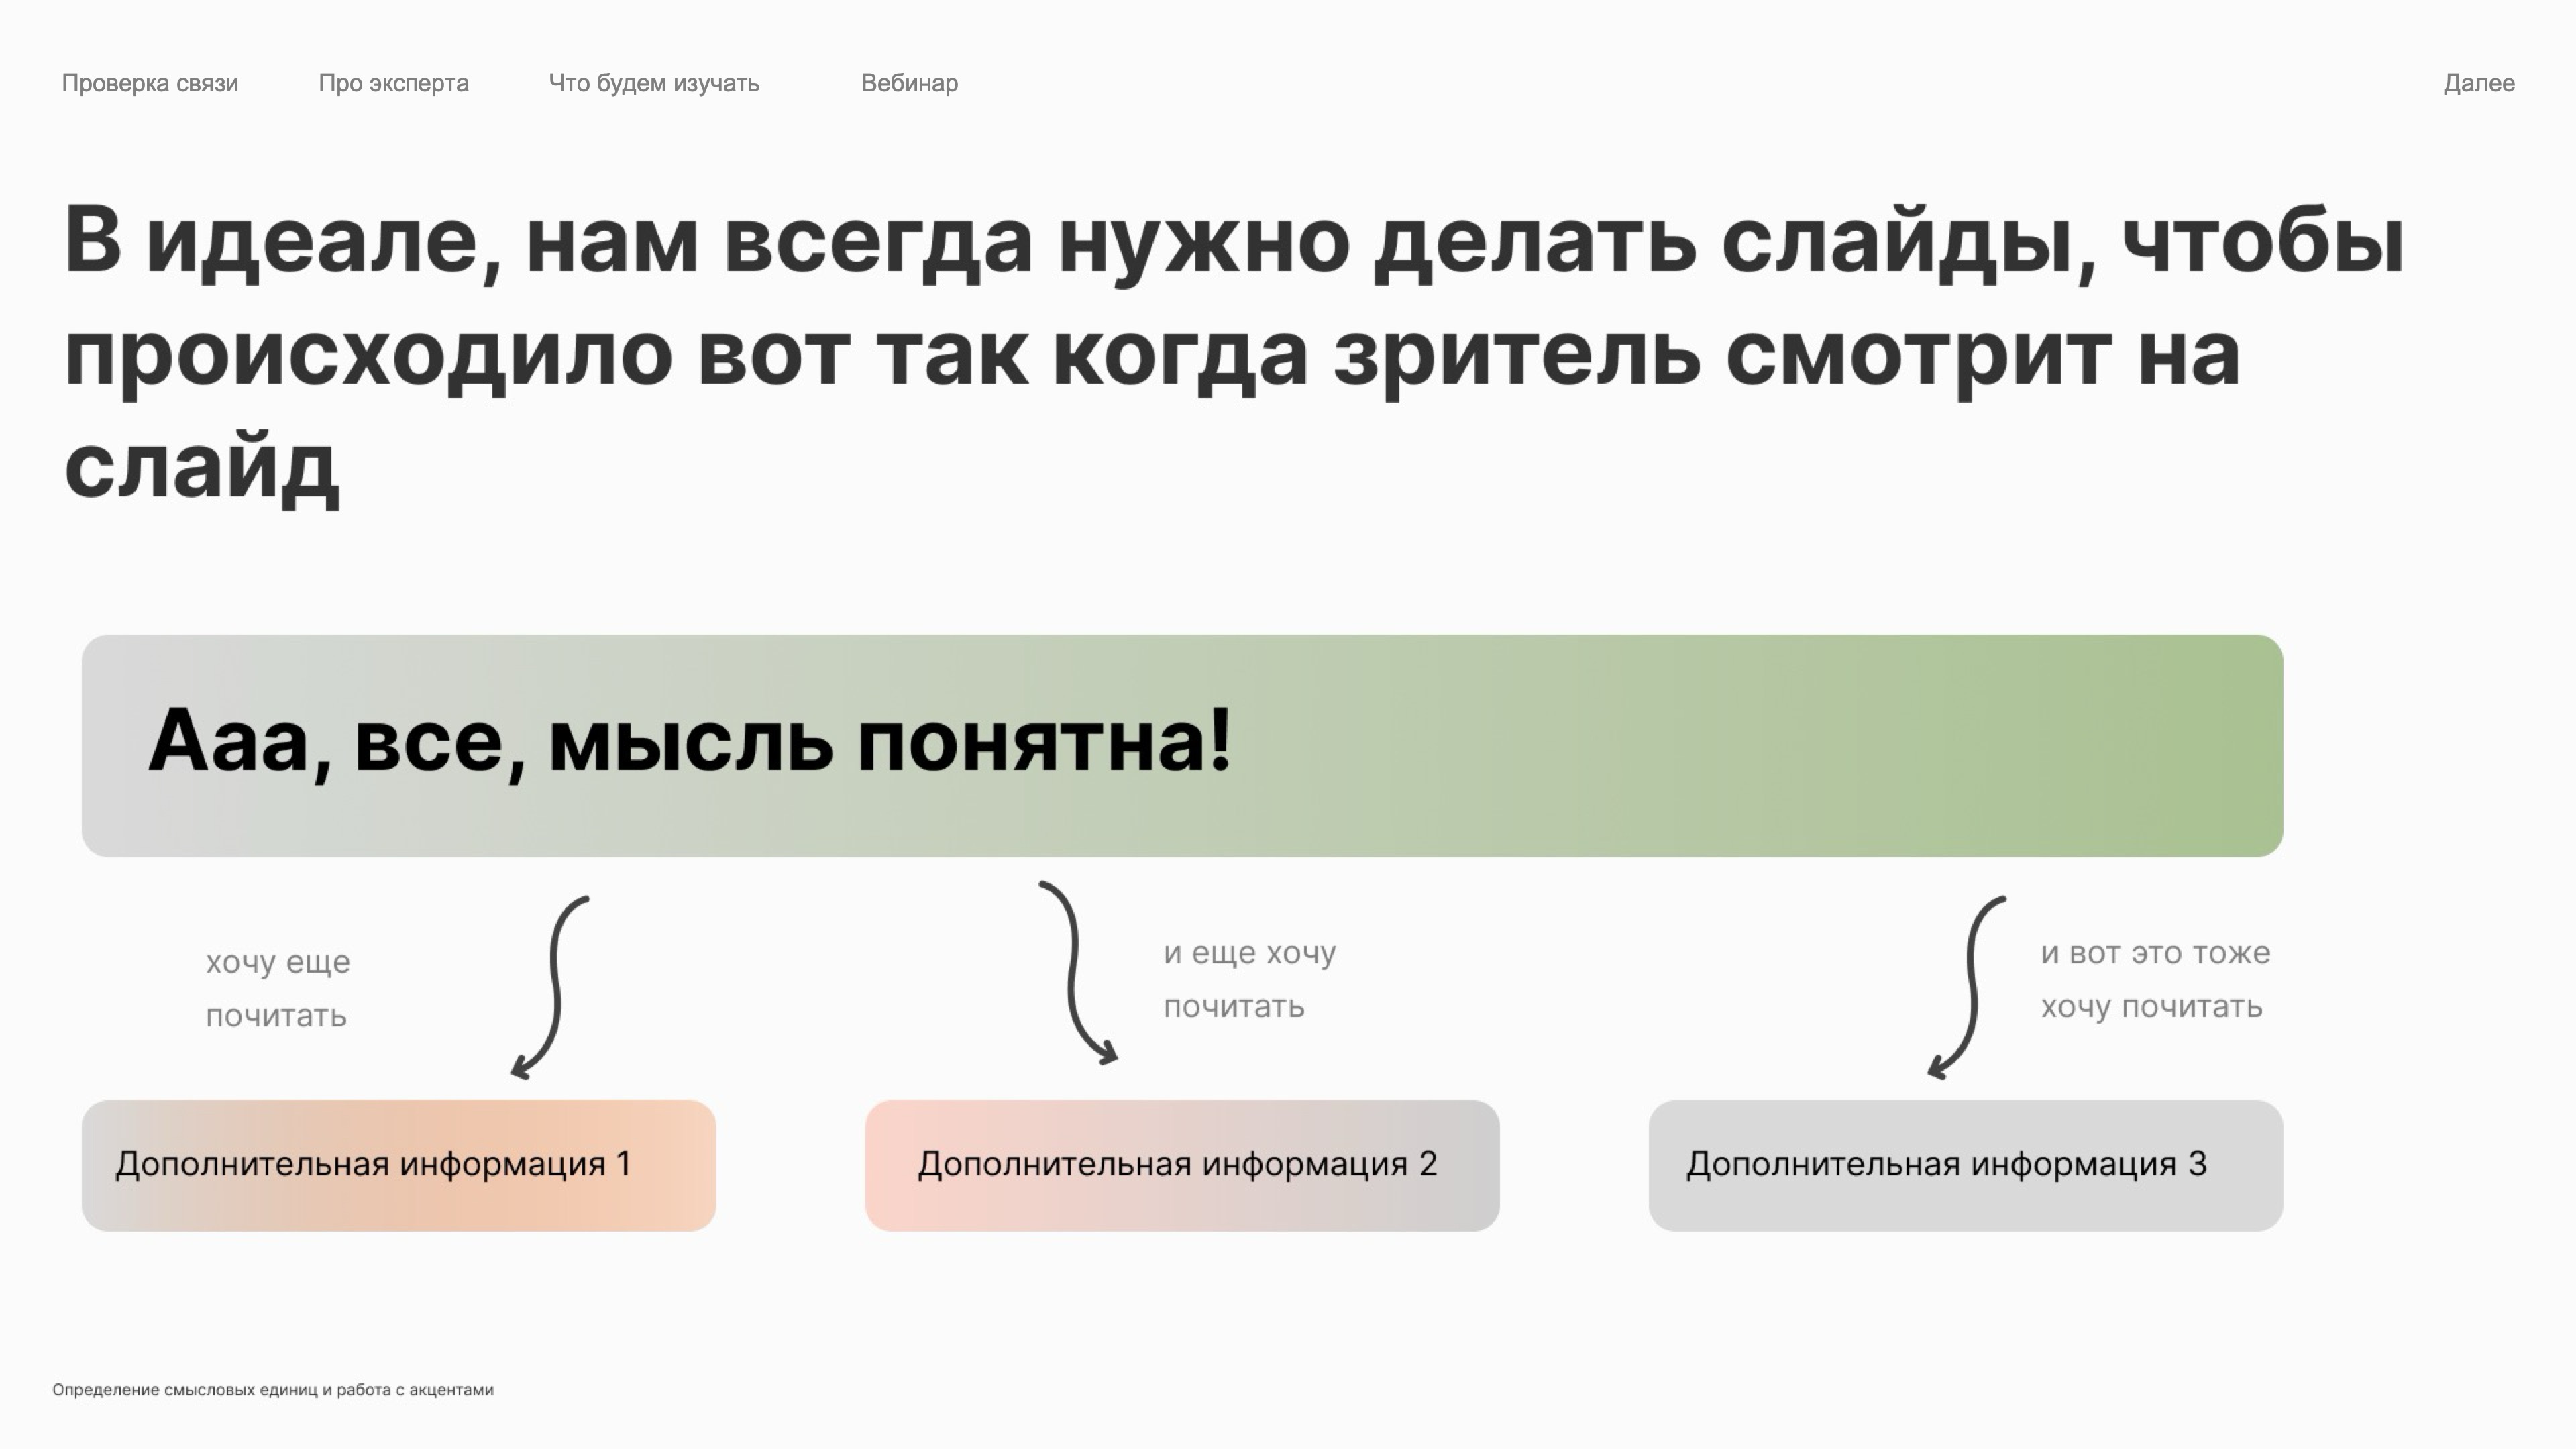 Проверка связи
Про эксперта
Что будем изучать
Вебинар
Далее
В идеале, нам всегда нужно делать слайды, чтобы
происходило вот так когда зритель смотрит на
слайд
Ааа, все, мысль понятна!
хочу еще
почитать
и еще хочу
почитать
и вот это тоже
хочу почитать
Дополнительная информация 1
Дополнительная информация 2
Дополнительная информация 3
Определение смысловых единиц и работа с акцентами